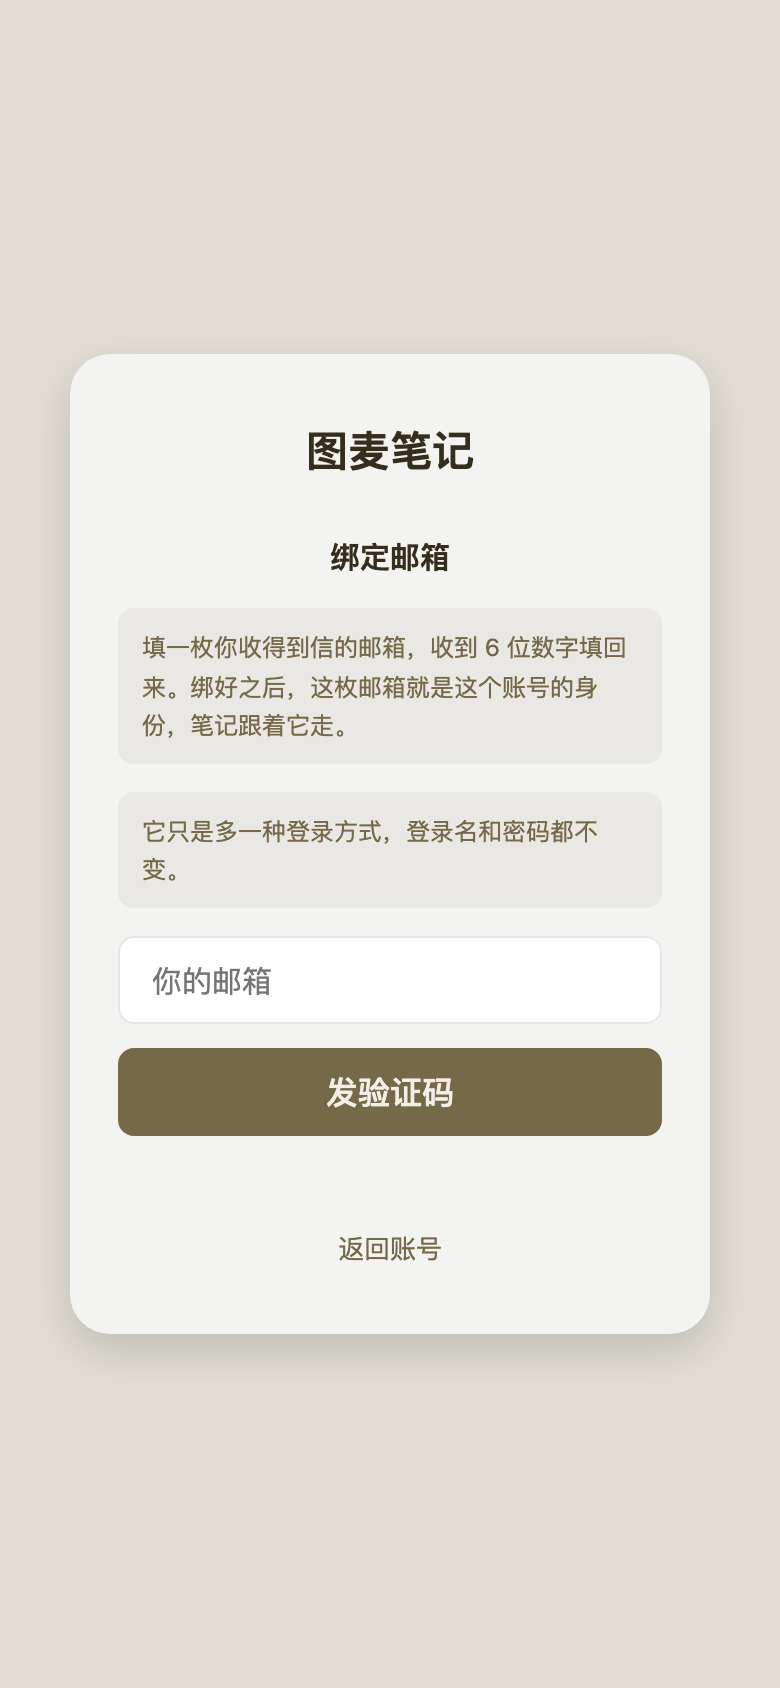 图麦笔记
绑定邮箱
填一枚你收得到信的邮箱，收到 6 位数字填回
来。绑好之后，这枚邮箱就是这个账号的身
份，笔记跟着它走。
它只是多一种登录方式，登录名和密码都不
变。
你的邮箱
发验证码
返回账号